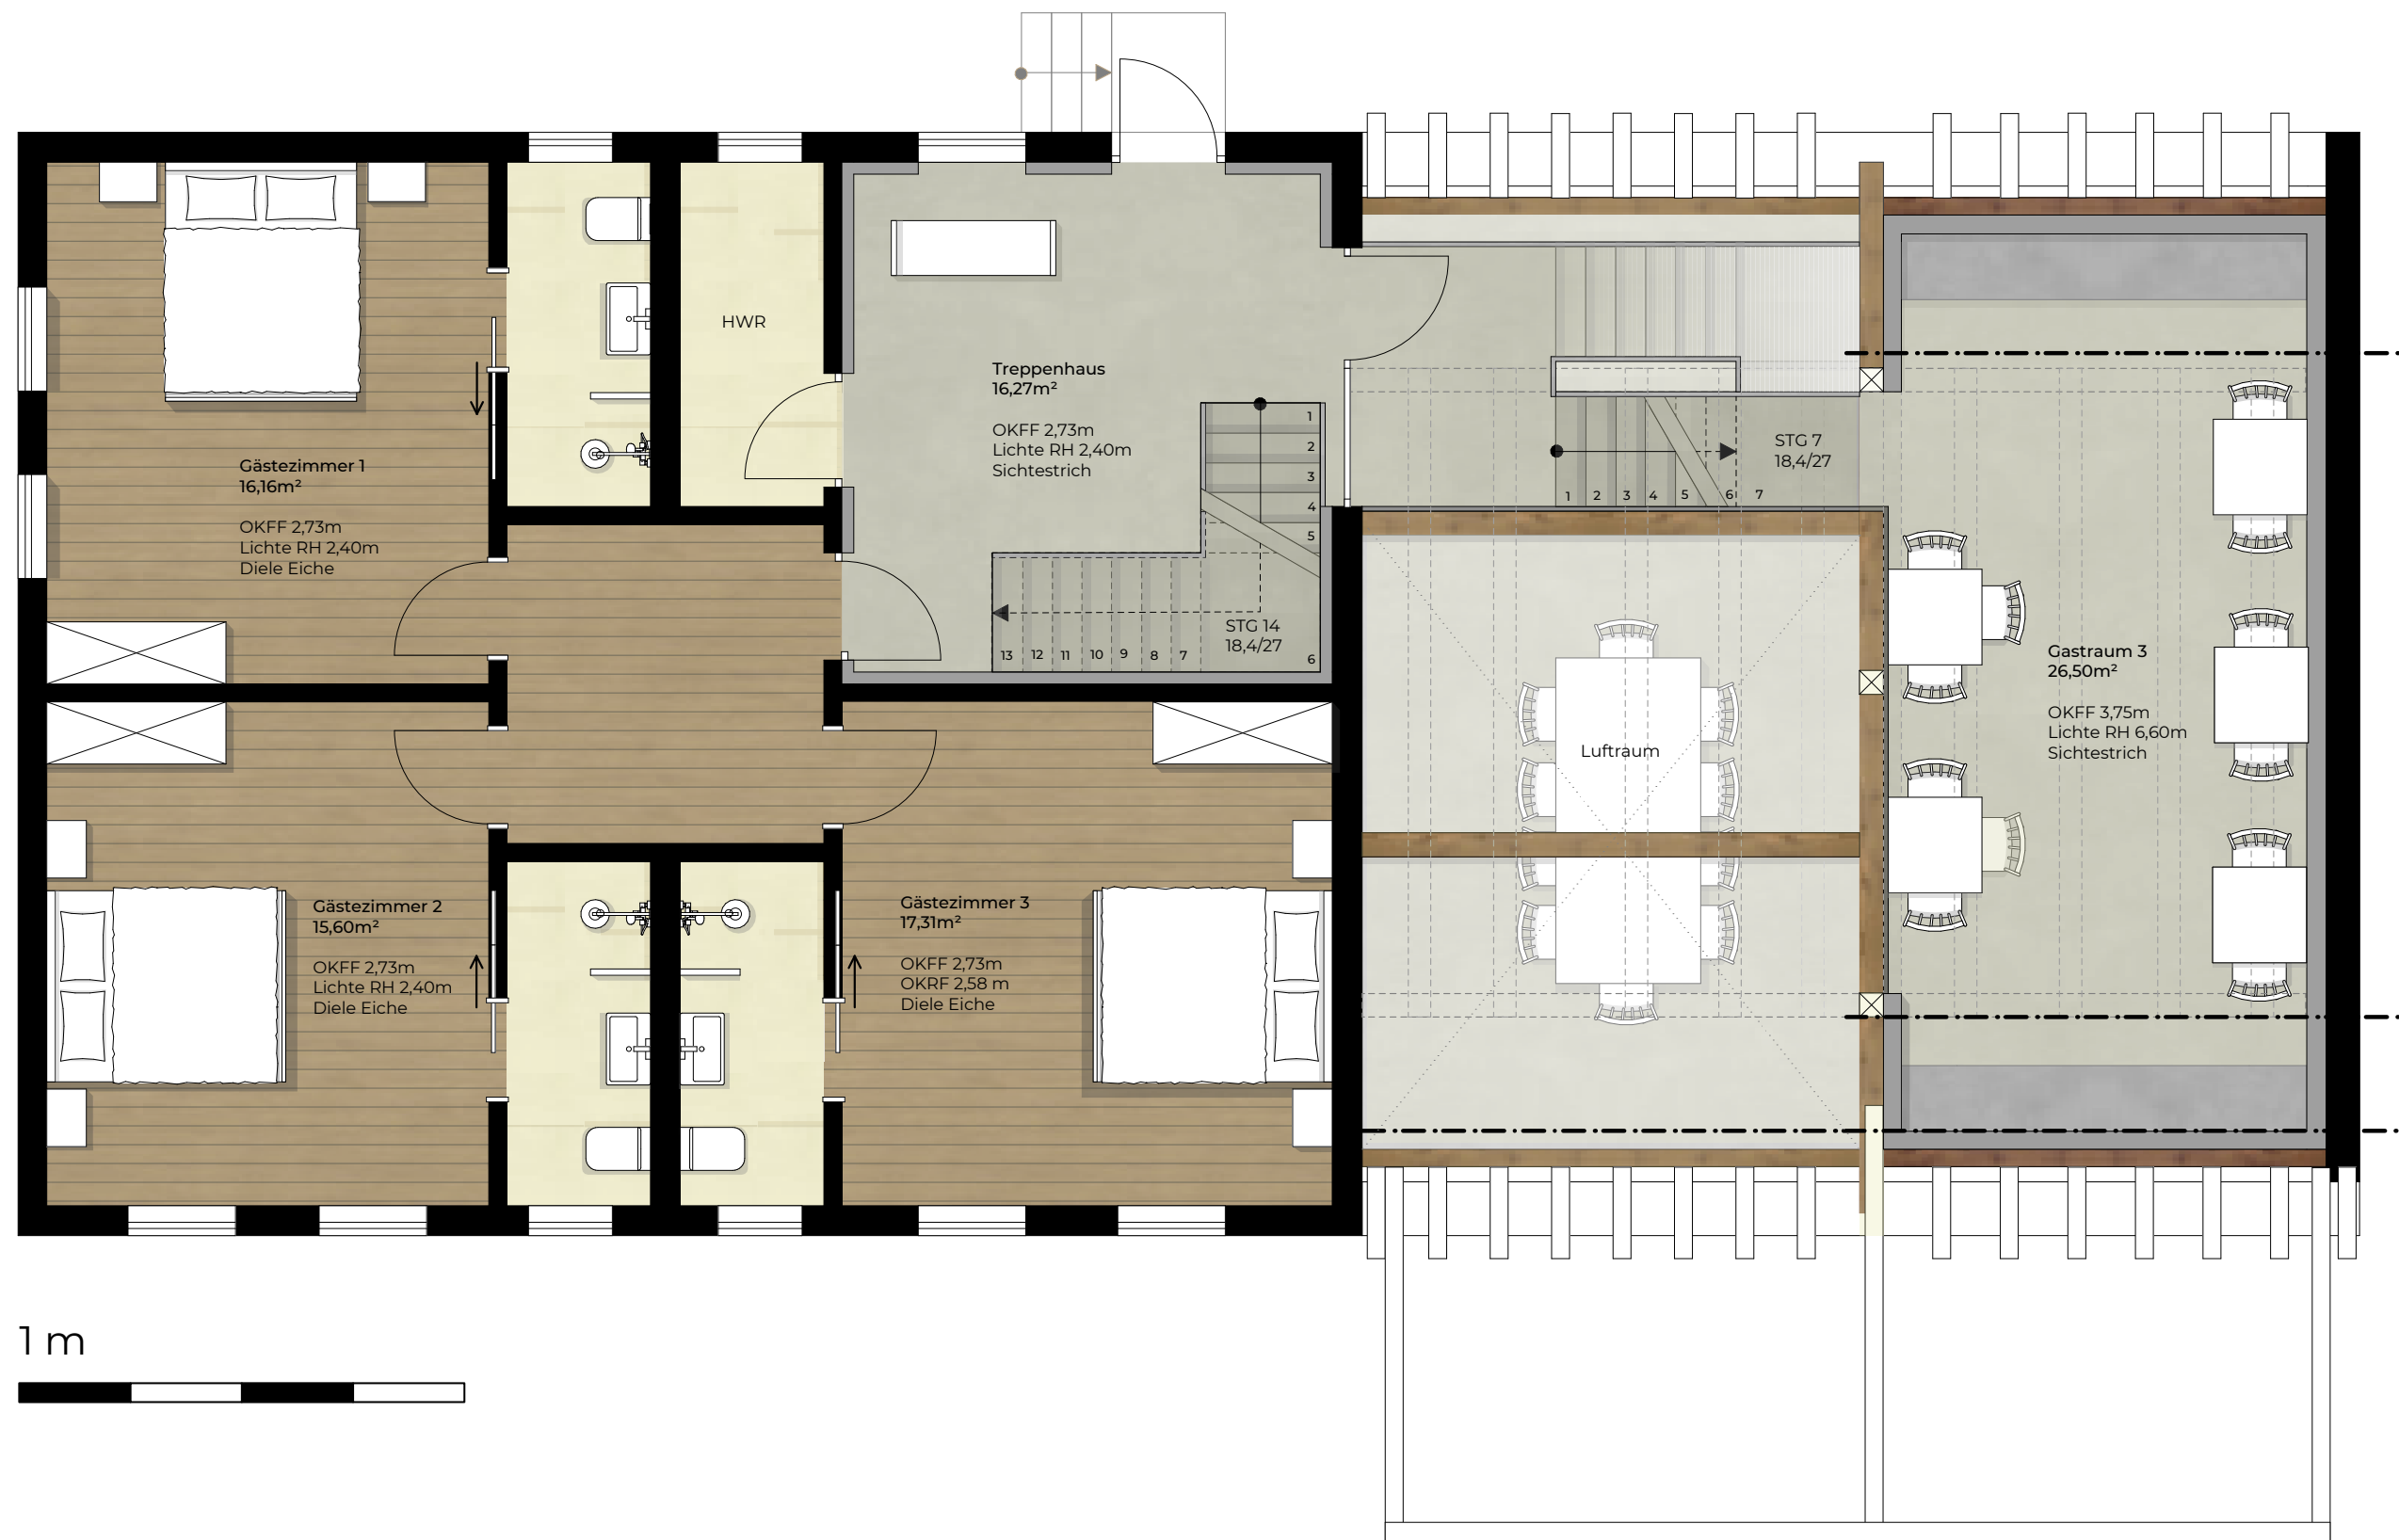 HWR
Treppenhaus
16,27m²
OKFF 2,73m
Lichte RH 2,40m
Sichtestrich
1
2
3
4
5
6
13 12 11 10 9 8 7
STG 14
18,4/27
STG 7
18,4/27
1 2 3 4 5 6 7
Gästezimmer 1
16,16m²
OKFF 2,73m
Lichte RH 2,40m
Diele Eiche
Gastraum 3
26,50m²
OKFF 3,75m
Lichte RH 6,60m
Sichtestrich
Luftraum
Gästezimmer 2
15,60m²
OKFF 2,73m
Lichte RH 2,40m
Diele Eiche
Gästezimmer 3
17,31m²
OKFF 2,73m
OKRF 2,58 m
Diele Eiche
1 m